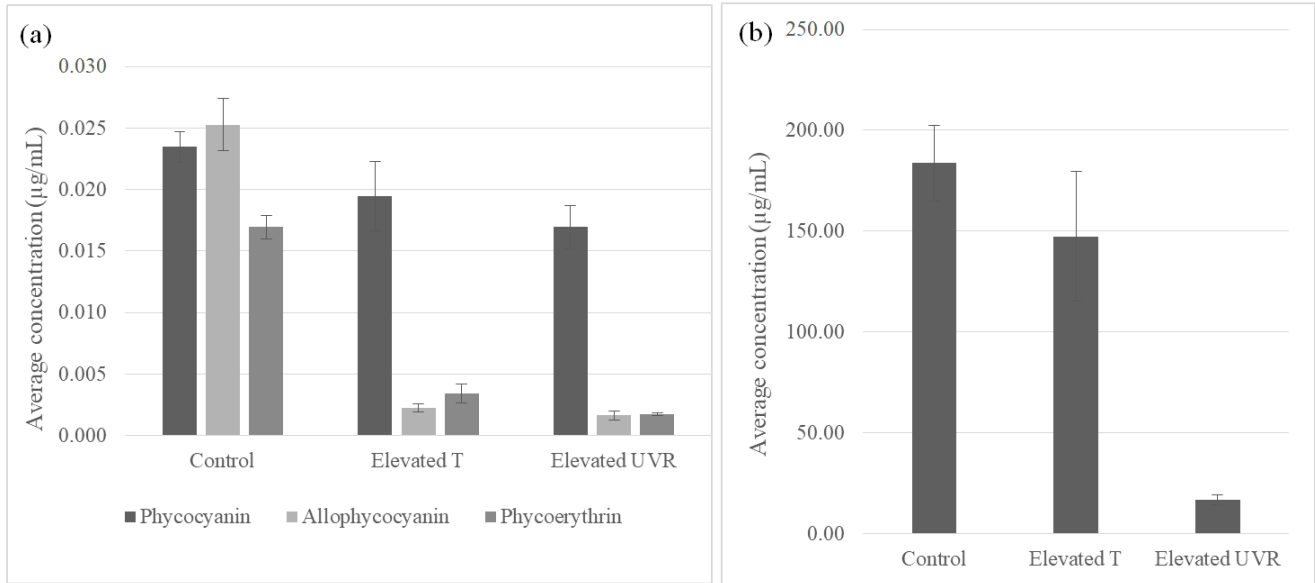 (a)
Average concentration (µg/mL)
0.030
0.025
0.020
0.015
0.010
0.005
0.000
Control
Elevated T
Elevated UVR
Phycocyanin
Allophycocyanin
Phycoerythrin
(b)
Average concentration (µg/mL)
250.00
200.00
150.00
100.00
50.00
0.00
Control
Elevated T
Elevated UVR